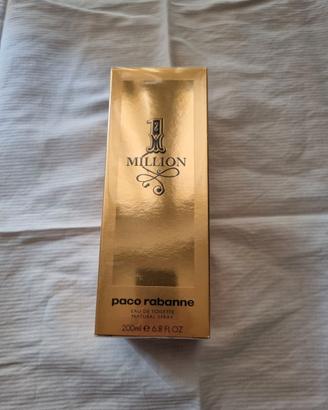 1
MILLION
paco rabanne
EAU DE TOILETTE
NATURAL SPRAY
200ml e 6.8 FL.OZ